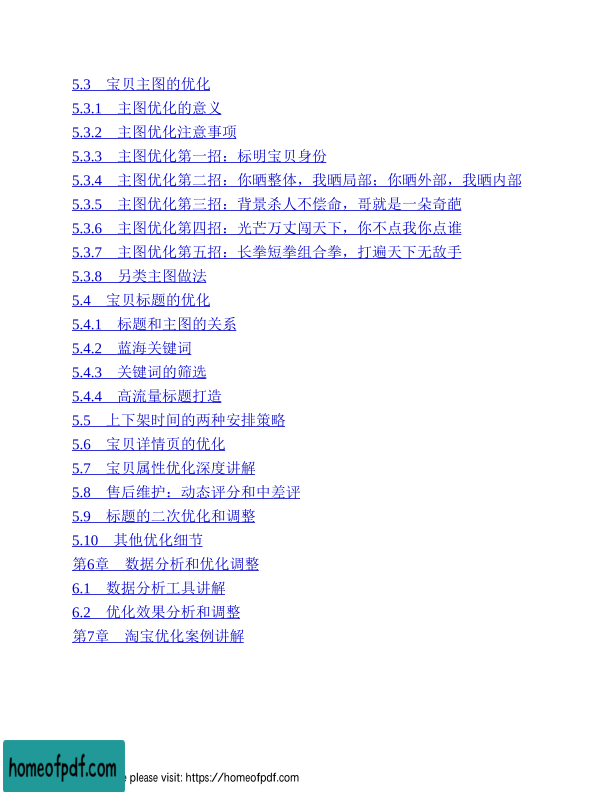 5.3 宝贝主图的优化
5.3.1 主图优化的意义
5.3.2 主图优化注意事项
5.3.3 主图优化第一招：标明宝贝身份
5.3.4 主图优化第二招：你晒整体，我晒局部；你晒外部，我晒内部
5.3.5 主图优化第三招：背景杀人不偿命，哥就是一朵奇葩
5.3.6 主图优化第四招：光芒万丈闯天下，你不点我你点谁
5.3.7 主图优化第五招：长拳短拳组合拳，打遍天下无敌手
5.3.8 另类主图做法
5.4 宝贝标题的优化
5.4.1 标题和主图的关系
5.4.2 蓝海关键词
5.4.3 关键词的筛选
5.4.4 高流量标题打造
5.5 上下架时间的两种安排策略
5.6 宝贝详情页的优化
5.7 宝贝属性优化深度讲解
5.8 售后维护：动态评分和中差评
5.9 标题的二次优化和调整
5.10 其他优化细节
第6章 数据分析和优化调整
6.1 数据分析工具讲解
6.2 优化效果分析和调整
第7章 淘宝优化案例讲解
homeofpdf.com
please visit: https://homeofpdf.com